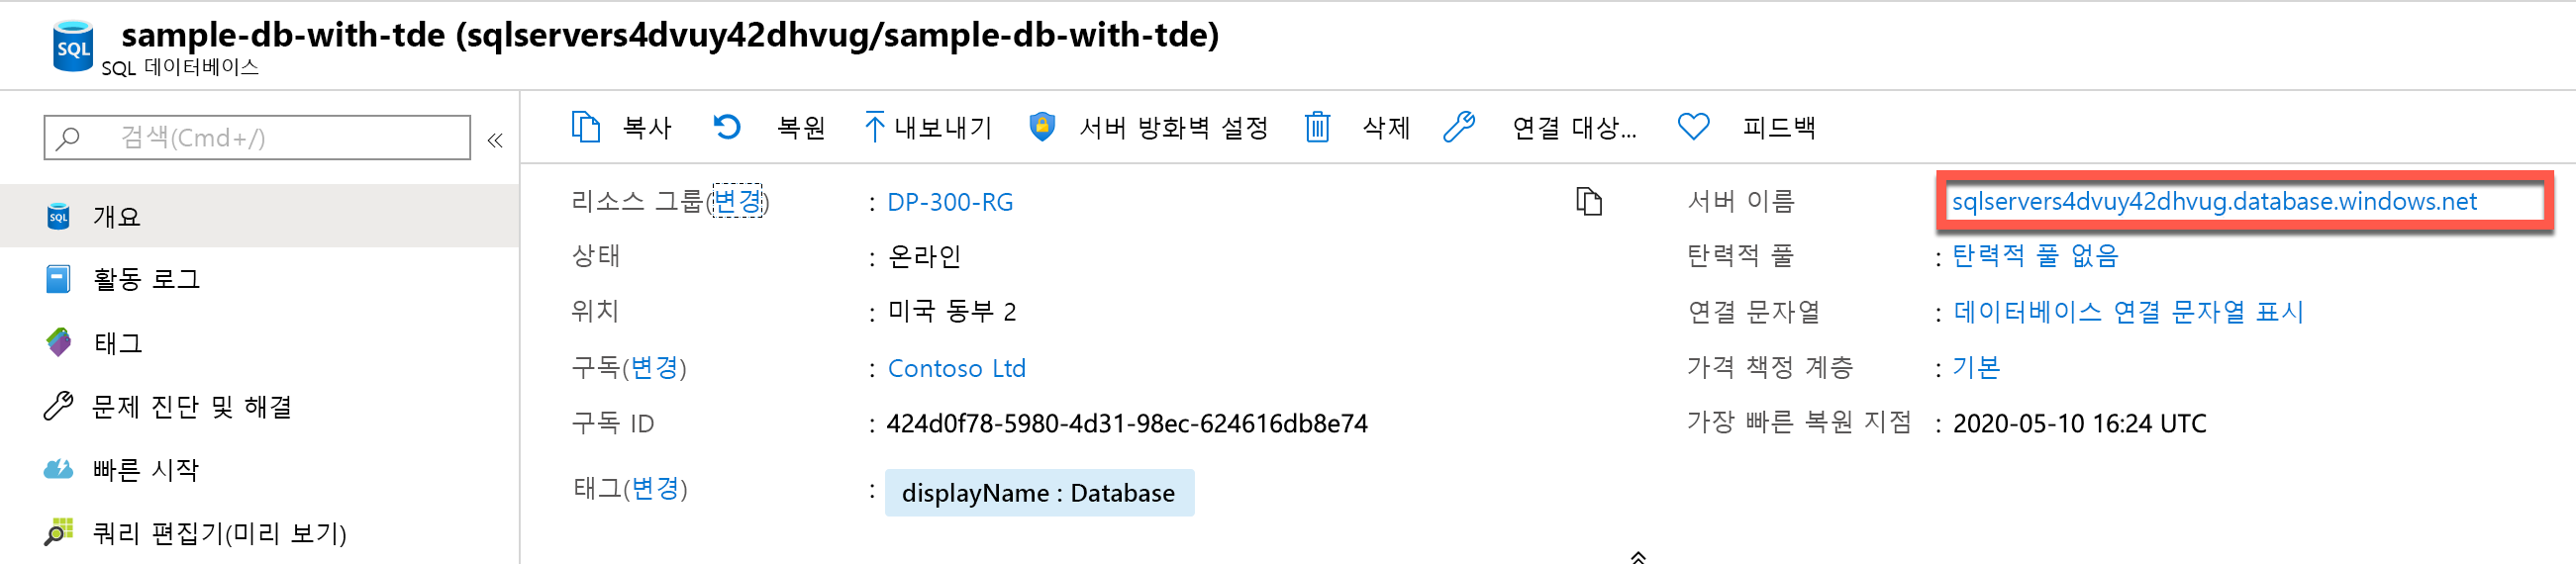 sample-db-with-tde (sqlservers4dvuy42dhvug/sample-db-with-tde)
SQL 데이터베이스
검색(Cmd+/)
개요
활동 로그
태그
문제 진단 및 해결
빠른 시작
쿼리 편집기(미리 보기)
복사 복원 내보내기 서버 방화벽 설정 삭제 연결 대상... 피드백
리소스 그룹(변경) : DP-300-RG
상태 : 온라인
위치 : 미국 동부 2
구독(변경) : Contoso Ltd
구독 ID : 424d0f78-5980-4d31-98ec-624616db8e74
태그(변경) : displayName : Database
서버 이름 sqlservers4dvuy42dhvug.database.windows.net
탄력적 풀 : 탄력적 풀 없음
연결 문자열 : 데이터베이스 연결 문자열 표시
가격 책정 계층 : 기본
가장 빠른 복원 지점 : 2020-05-10 16:24 UTC